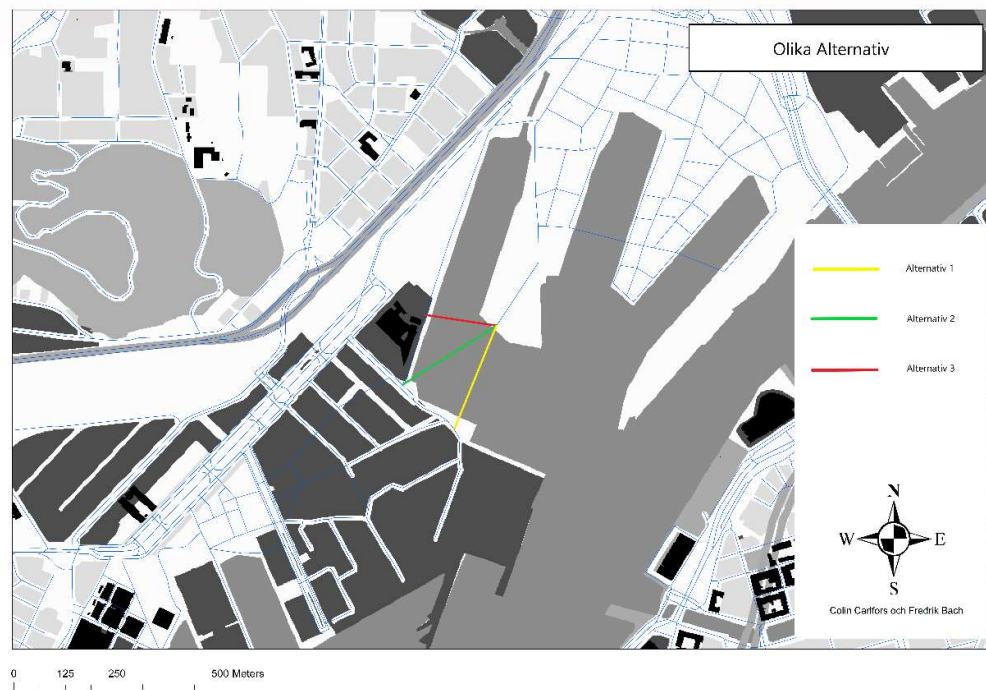 Olika Alternativ
Alternativ 1
Alternativ 2
Alternativ 3
N
W E
S
Colin Carlfors och Fredrik Bach
0 125 250 500 Meters